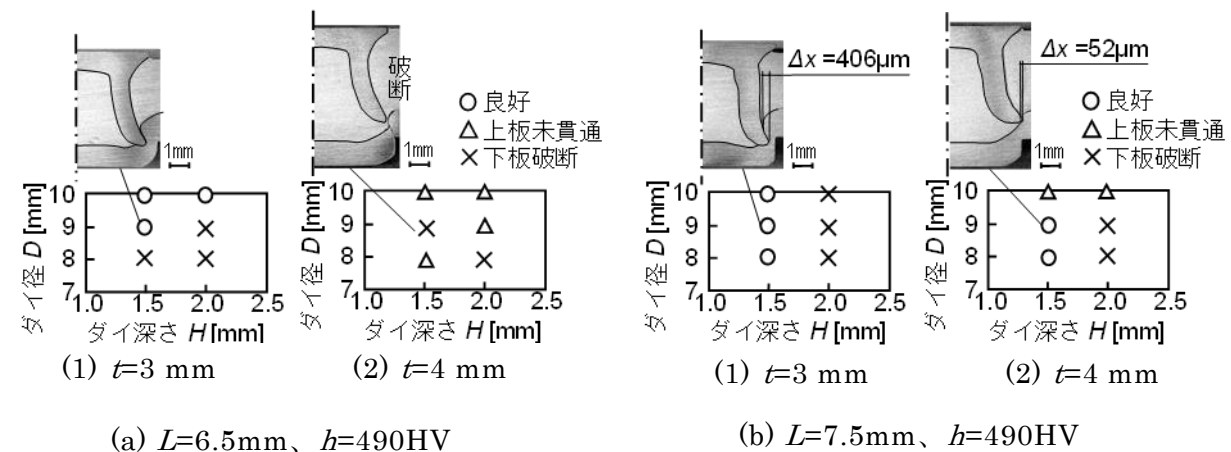 破断
1mm
1mm
○ 良好
△ 上板未貫通
× 下板破断
10
9
8
7
1.0 1.5 2.0 2.5
ダイ径 D [mm]
ダイ深さ H [mm]
(1) t=3 mm
10
9
8
7
1.0 1.5 2.0 2.5
ダイ径 D [mm]
ダイ深さ H [mm]
(2) t=4 mm
(a) L=6.5mm、h=490HV
Δx =406μm
1mm
Δx =52μm
1mm
○ 良好
△ 上板未貫通
× 下板破断
10
9
8
7
1.0 1.5 2.0 2.5
ダイ径 D [mm]
ダイ深さ H [mm]
(1) t=3 mm
10
9
8
7
1.0 1.5 2.0 2.5
ダイ径 D [mm]
ダイ深さ H [mm]
(2) t=4 mm
(b) L=7.5mm、h=490HV